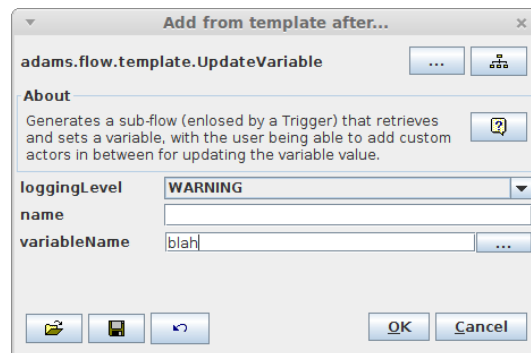 Add from template after...
adams.flow.template.UpdateVariable ...
About
Generates a sub-flow (enlosed by a Trigger) that retrieves
and sets a variable, with the user being able to add custom
actors in between for updating the variable value.
loggingLevel WARNING
name
variableName blah ...
OK Cancel